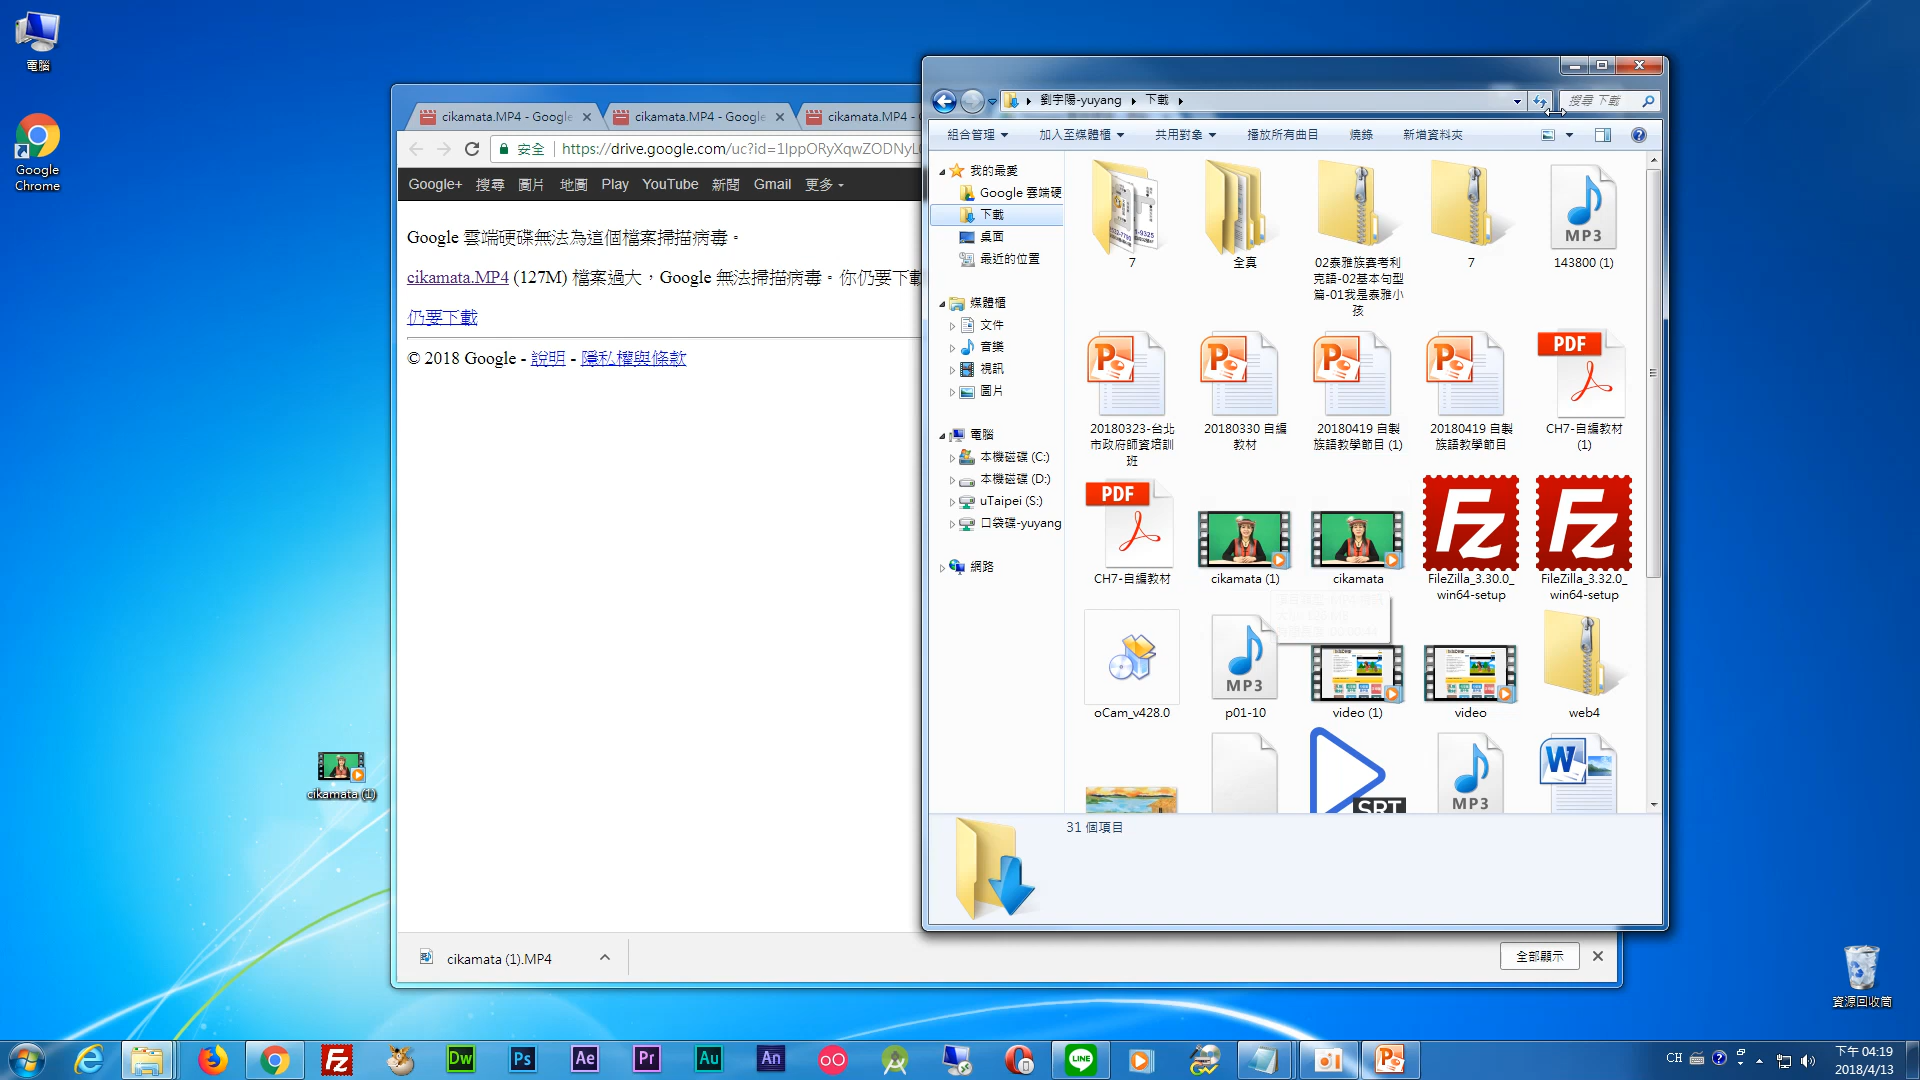 電腦
Google
Chrome
cikamata (1)
資源回收筒
cikamata.MP4 - Google
cikamata.MP4 - Google
cikamata.MP4 -
安全
https://drive.google.com/uc?id=1IppORyXqwZODNyL
Google+ 搜尋 圖片 地圖 Play YouTube 新聞 Gmail 更多
Google 雲端硬碟無法為這個檔案掃描病毒。
cikamata.MP4 (127M) 檔案過大，Google 無法掃描病毒。你仍要下載
仍要下載
© 2018 Google - 說明 - 隱私權與條款
cikamata (1).MP4
全部顯示
劉宇陽-yuyang 下載
搜尋 下載
組合管理 加入至媒體櫃 共用對象 播放所有曲目 燒錄 新增資料夾
我的最愛
Google 雲端硬
下載
桌面
最近的位置
媒體櫃
文件
音樂
視訊
圖片
電腦
本機磁碟 (C:)
本機磁碟 (D:)
uTaipei (S:)
口袋碟-yuyang
網路
7
全真
02泰雅族賽考利
克語-02基本句型
篇-01我是泰雅小
孩
7
MP3
143800 (1)
20180323-台北
市政府師資培訓
班
20180330 自編
教材
20180419 自製
族語教學節目 (1)
20180419 自製
族語教學節目
PDF
CH7-自編教材
(1)
PDF
CH7-自編教材
cikamata (1)
cikamata
FileZilla_3.30.0_
win64-setup
FileZilla_3.32.0_
win64-setup
oCam_v428.0
MP3
p01-10
video (1)
video
web4
SRT
MP3
W
31 個項目
Fz
Dw
Ps
Ae
Pr
Au
An
LINE
CH
下午 04:19
2018/4/13